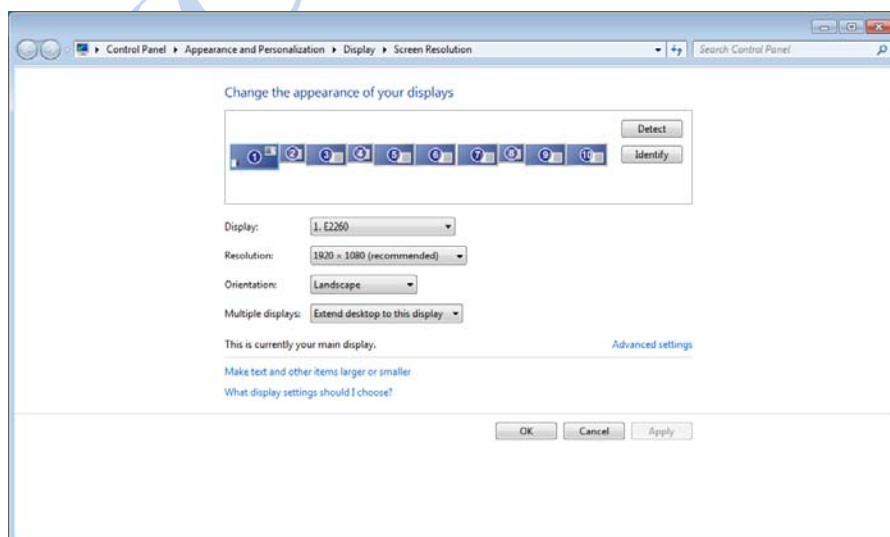 Control Panel ▸ Appearance and Personalization ▸ Display ▸ Screen Resolution
Search Control Panel
Change the appearance of your displays
Detect
1 2 3 4 5 6 7 8 9 10
Identify
Display: 1. E2260
Resolution: 1920 × 1080 (recommended)
Orientation: Landscape
Multiple displays: Extend desktop to this display
This is currently your main display.
Advanced settings
Make text and other items larger or smaller
What display settings should I choose?
OK Cancel Apply